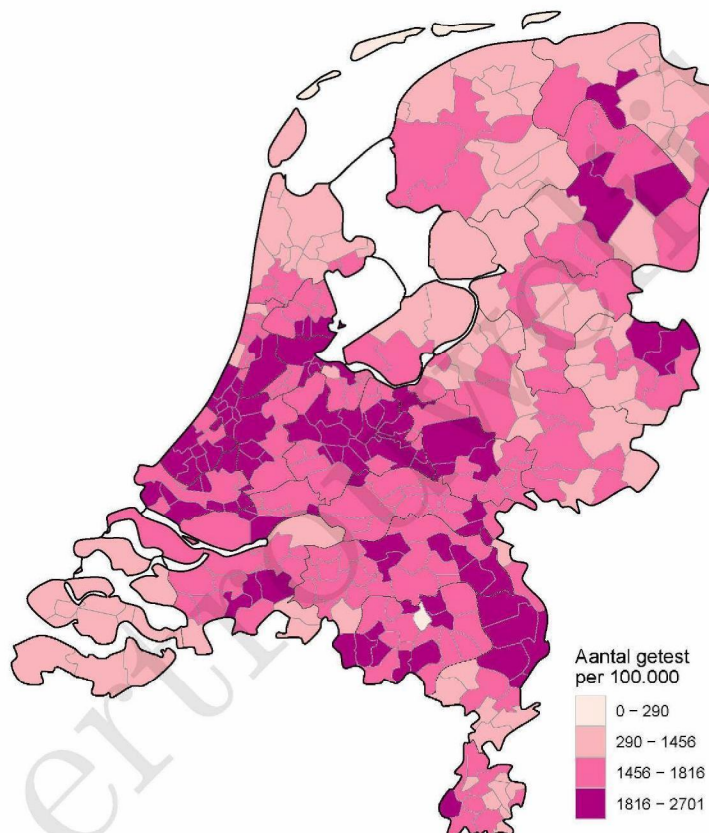 Aantal getest
per 100.000
0 – 290
290 – 1456
1456 – 1816
1816 – 2701